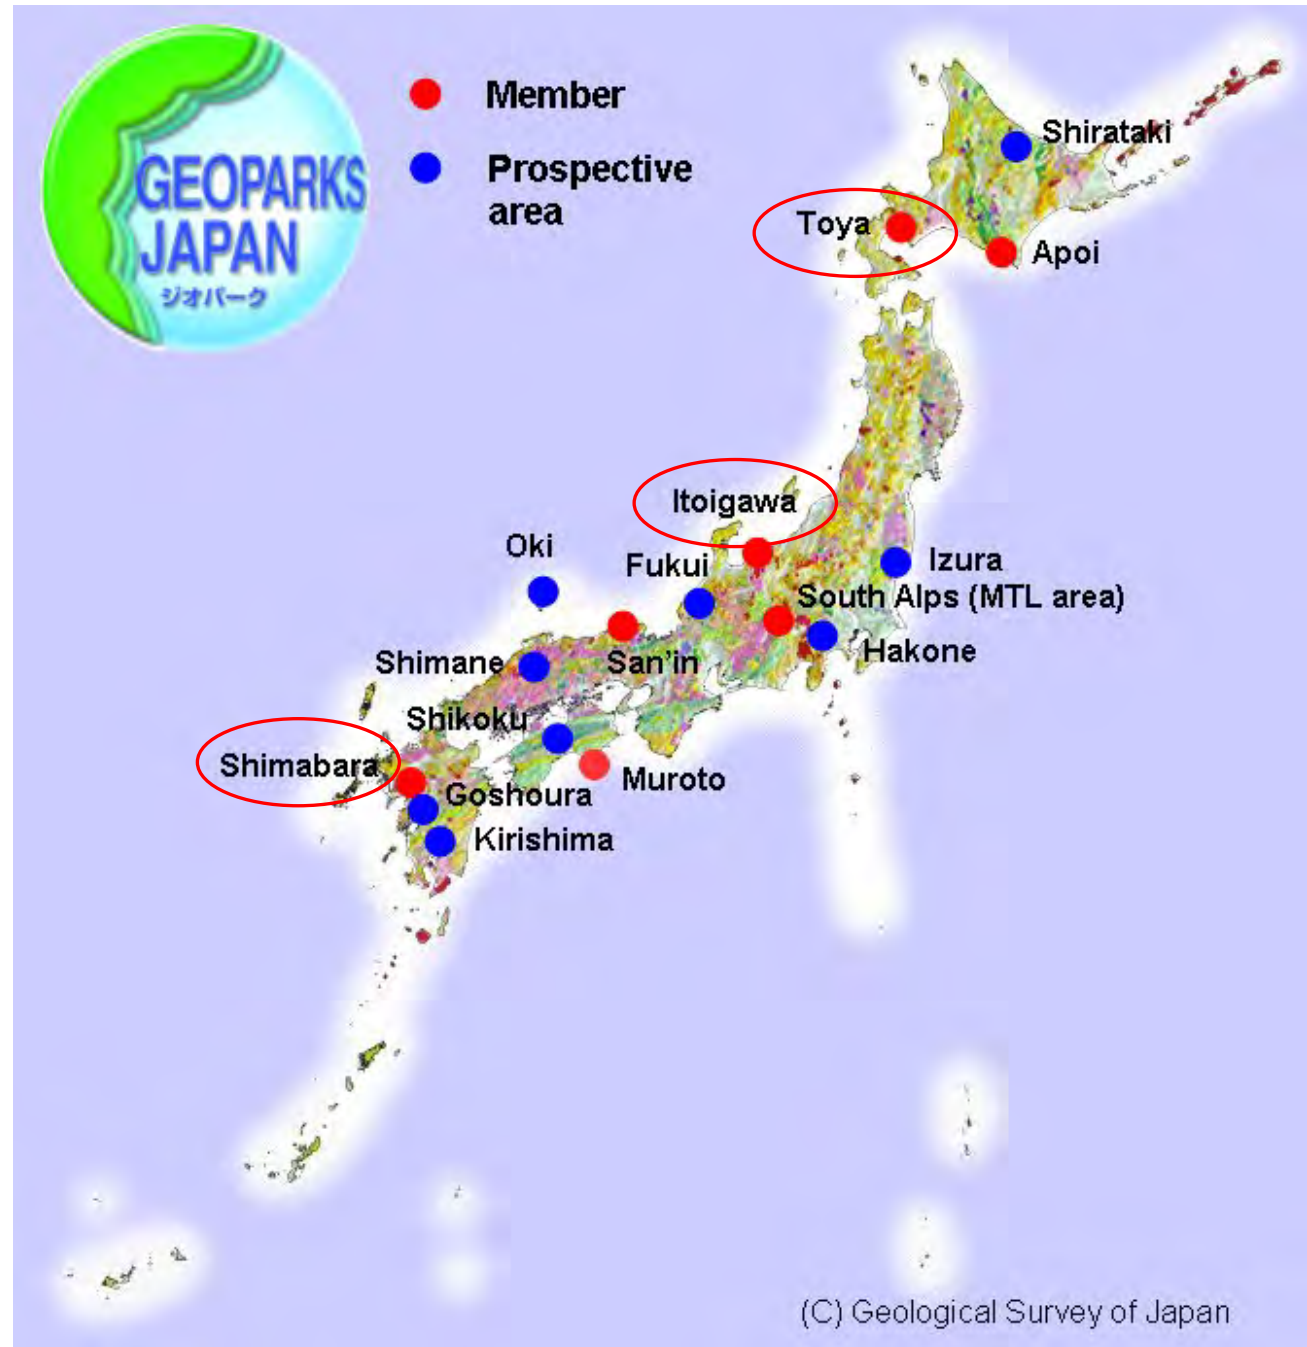 GEOPARKS
JAPAN
ジオパーク
Member
Prospective
area
Shirataki
Toya
Apoi
Itoigawa
Oki
Fukui
Izura
South Alps (MTL area)
Hakone
San'in
Shimane
Shikoku
Shimabara
Muroto
Goshoura
Kirishima
(C) Geological Survey of Japan